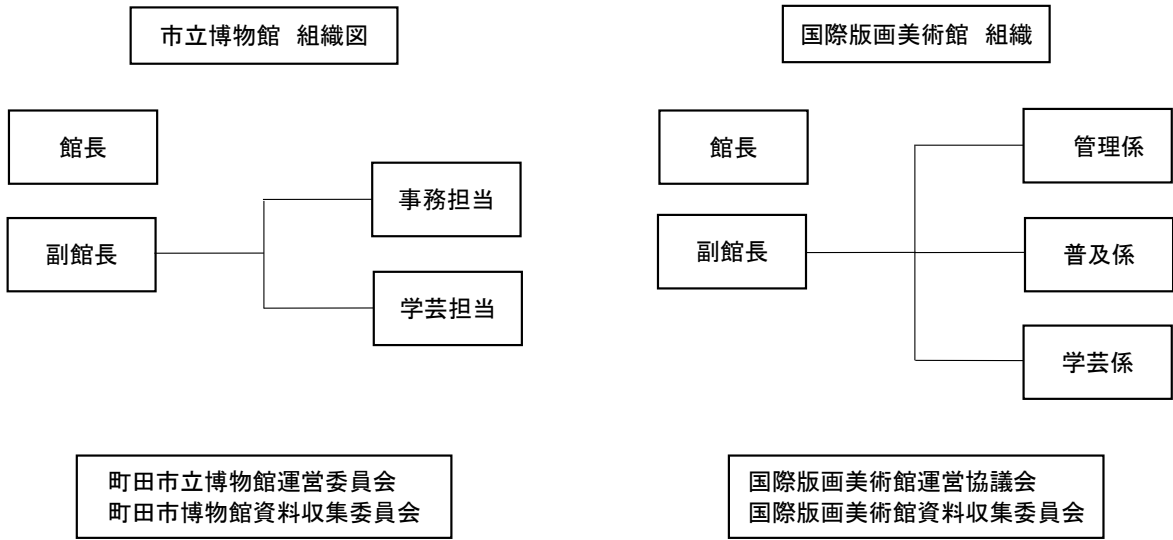 市立博物館 組織図
館長
副館長
事務担当
学芸担当
町田市立博物館運営委員会
町田市博物館資料収集委員会
国際版画美術館 組織
館長
副館長
管理係
普及係
学芸係
国際版画美術館運営協議会
国際版画美術館資料収集委員会